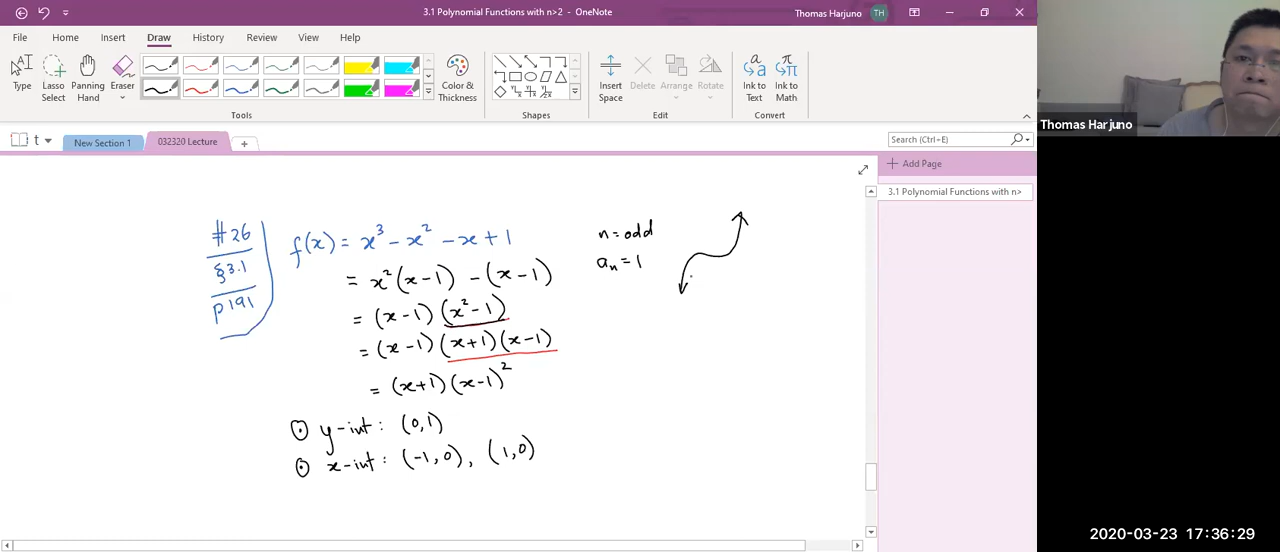 3.1 Polynomial Functions with n>2 - OneNote
Thomas Harjuno TH
File Home Insert Draw History Review View Help
Type
Lasso Select
Panning Hand
Eraser
Color & Thickness
Insert Space
Delete
Arrange
Rotate
Ink to Text
Ink to Math
Tools
Shapes
Edit
Convert
Thomas Harjuno
t New Section 1 032320 Lecture +
Search (Ctrl+E)
+ Add Page
3.1 Polynomial Functions with n>
#26
§3.1
p191
f(x) = x³ - x² - x + 1
= x²(x-1) - (x-1)
= (x-1)(x²-1)
= (x-1)(x+1)(x-1)
= (x+1)(x-1)²
n = odd
aₙ = 1
⊙ y-int: (0,1)
⊙ x-int: (-1,0), (1,0)
2020-03-23 17:36:29